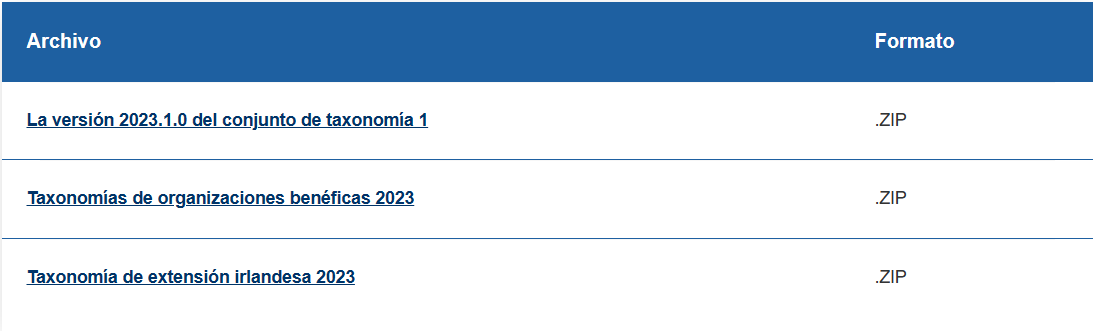 Archivo Formato
La versión 2023.1.0 del conjunto de taxonomía 1 .ZIP
Taxonomías de organizaciones benéficas 2023 .ZIP
Taxonomía de extensión irlandesa 2023 .ZIP